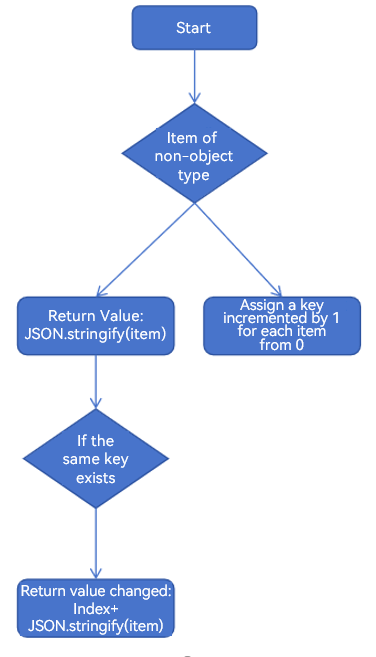 Start
Item of
non-object
type
Return Value:
JSON.stringify(item)
Assign a key
incremented by 1
for each item
from 0
If the
same key
exists
Return value changed:
Index+
JSON.stringify(item)